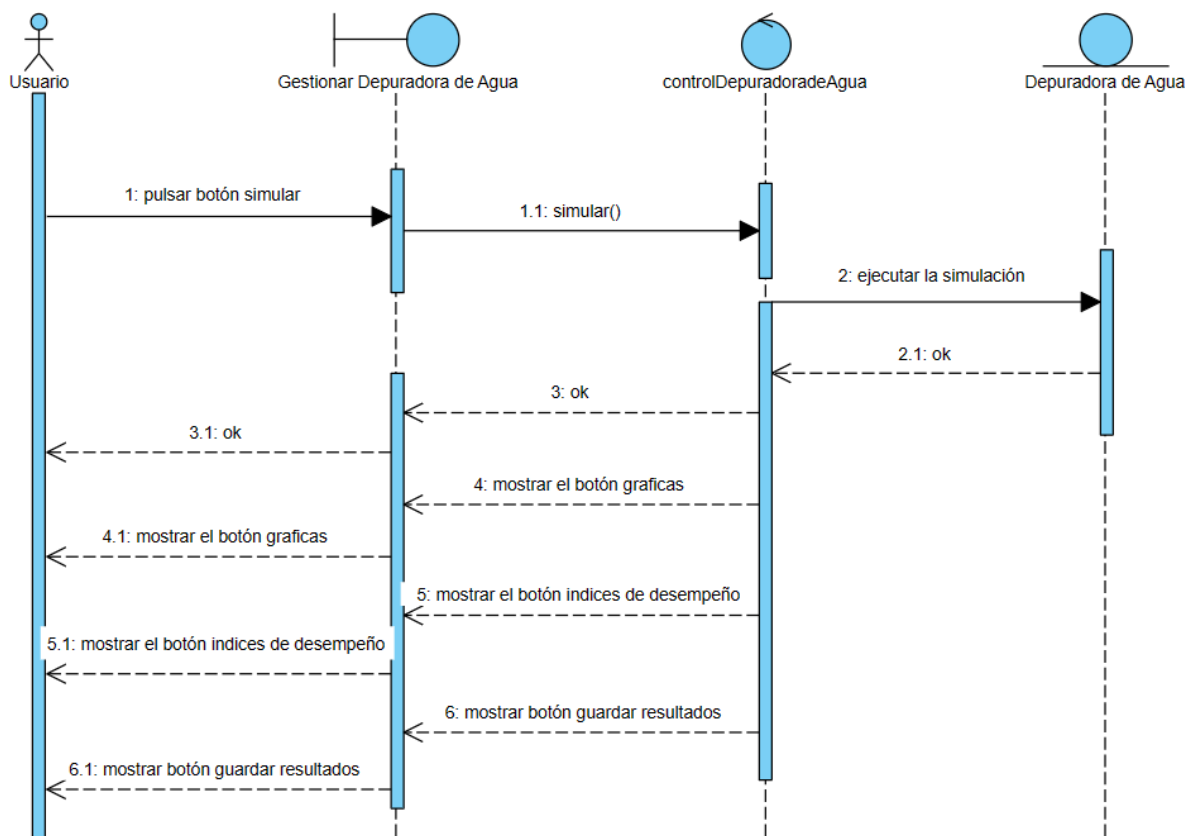 Usuario
Gestionar Depuradora de Agua
controlDepuradoradeAgua
Depuradora de Agua
1: pulsar botón simular
1.1: simular()
2: ejecutar la simulación
2.1: ok
3: ok
3.1: ok
4: mostrar el botón graficas
4.1: mostrar el botón graficas
5: mostrar el botón indices de desempeño
5.1: mostrar el botón indices de desempeño
6: mostrar botón guardar resultados
6.1: mostrar botón guardar resultados